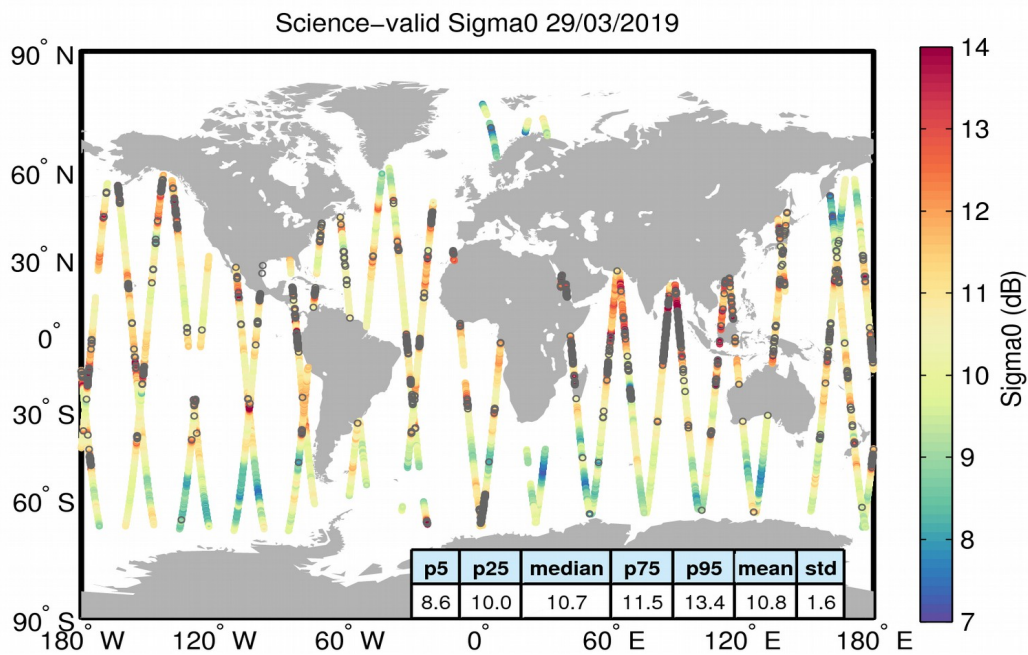 Science−valid Sigma0 29/03/2019
90° N
60° N
30° N
0°
30° S
60° S
90° S
180° W
120° W
60° W
0°
60° E
120° E
180° E
p5 p25 median p75 p95 mean std
8.6 10.0 10.7 11.5 13.4 10.8 1.6
14
13
12
11
10
9
8
7
Sigma0 (dB)